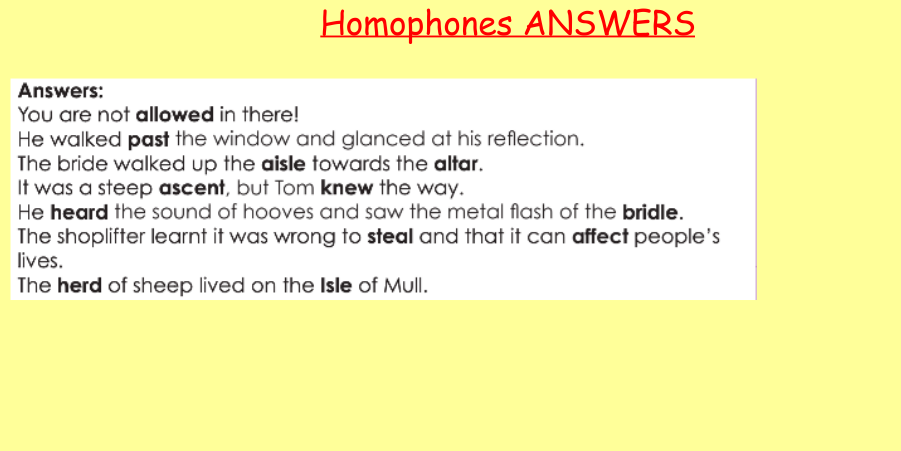 Homophones ANSWERS
Answers:
You are not allowed in there!
He walked past the window and glanced at his reflection.
The bride walked up the aisle towards the altar.
It was a steep ascent, but Tom knew the way.
He heard the sound of hooves and saw the metal flash of the bridle.
The shoplifter learnt it was wrong to steal and that it can affect people's
lives.
The herd of sheep lived on the Isle of Mull.